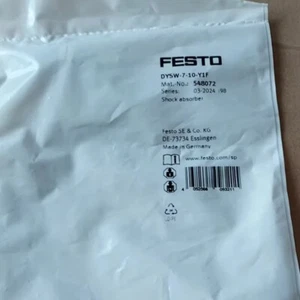 FESTO
DYSW-7-10-Y1F
Mat.-No.: 548072
Series: 03-2024
Shock absorber
Festo SE & Co. KG
DE-73734 Esslingen
Made in Germany
www.festo.com/sp